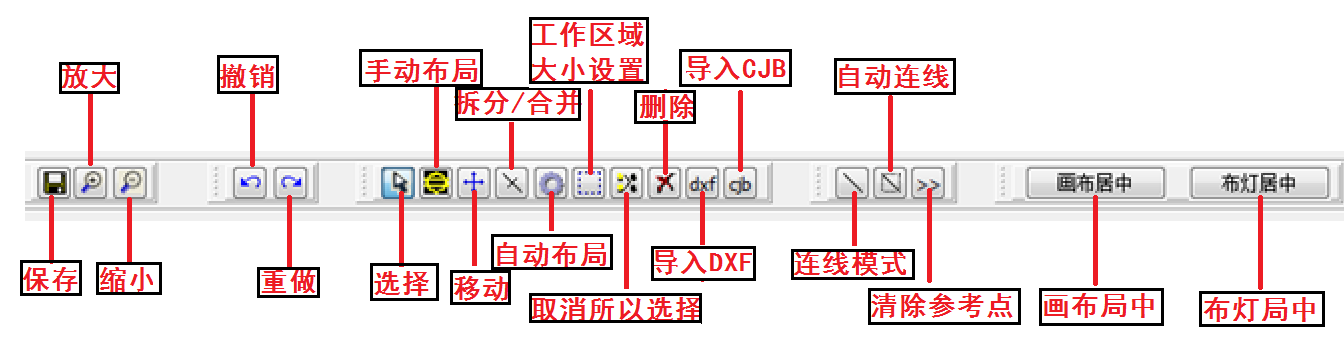 工作区域
大小设置
手动布局
导入CJB
放大
撤销
自动连线
拆分/合并
删除
dxf
cjb
>>
画布居中
布灯居中
自动布局
导入DXF
连线模式
保存
缩小
重做
选择
移动
取消所以选择
清除参考点
画布局中
布灯局中